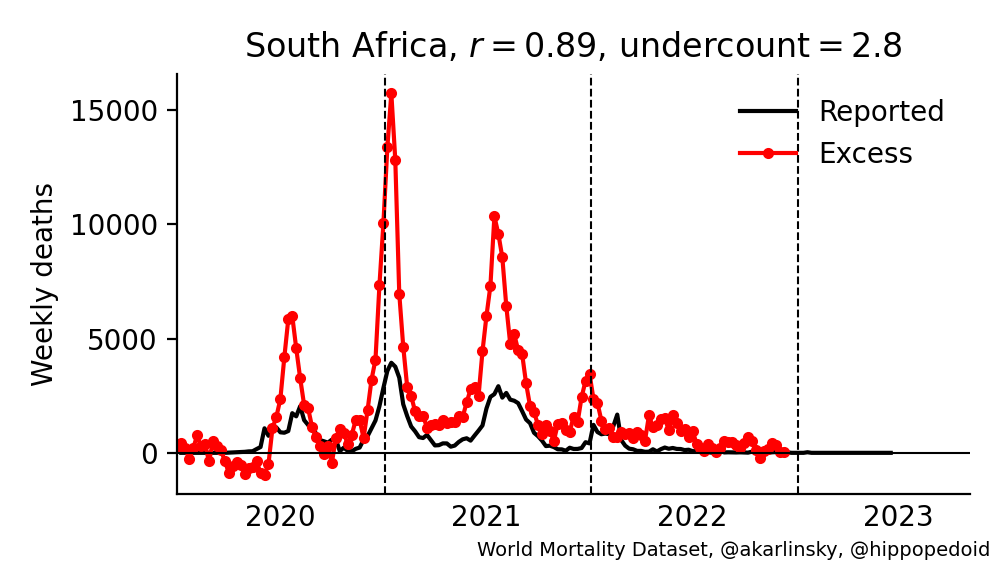 South Africa, r = 0.89, undercount = 2.8
Weekly deaths
15000
10000
5000
0
Reported
Excess
2020 2021 2022 2023
World Mortality Dataset, @akarlinsky, @hippopedoid